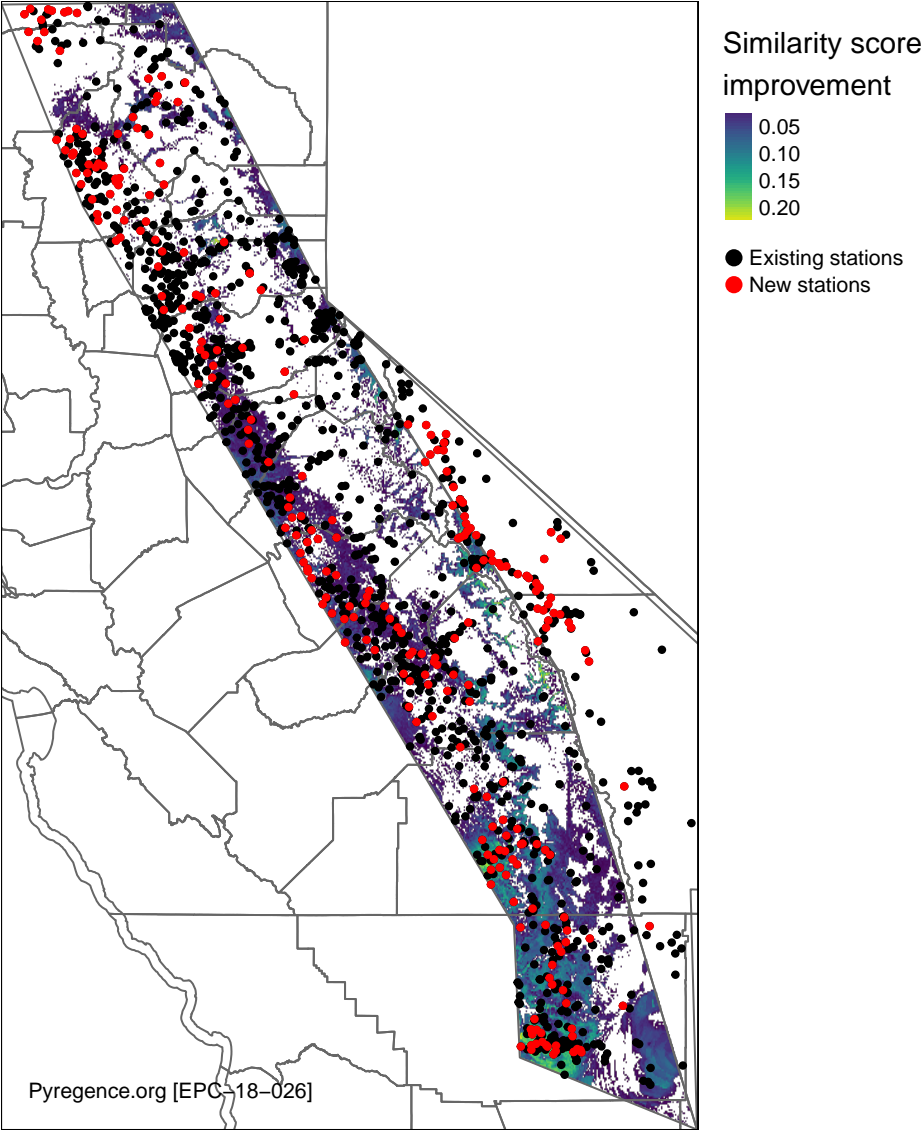 Similarity score
improvement
0.05
0.10
0.15
0.20
Existing stations
New stations
Pyregence.org [EPC−18−026]